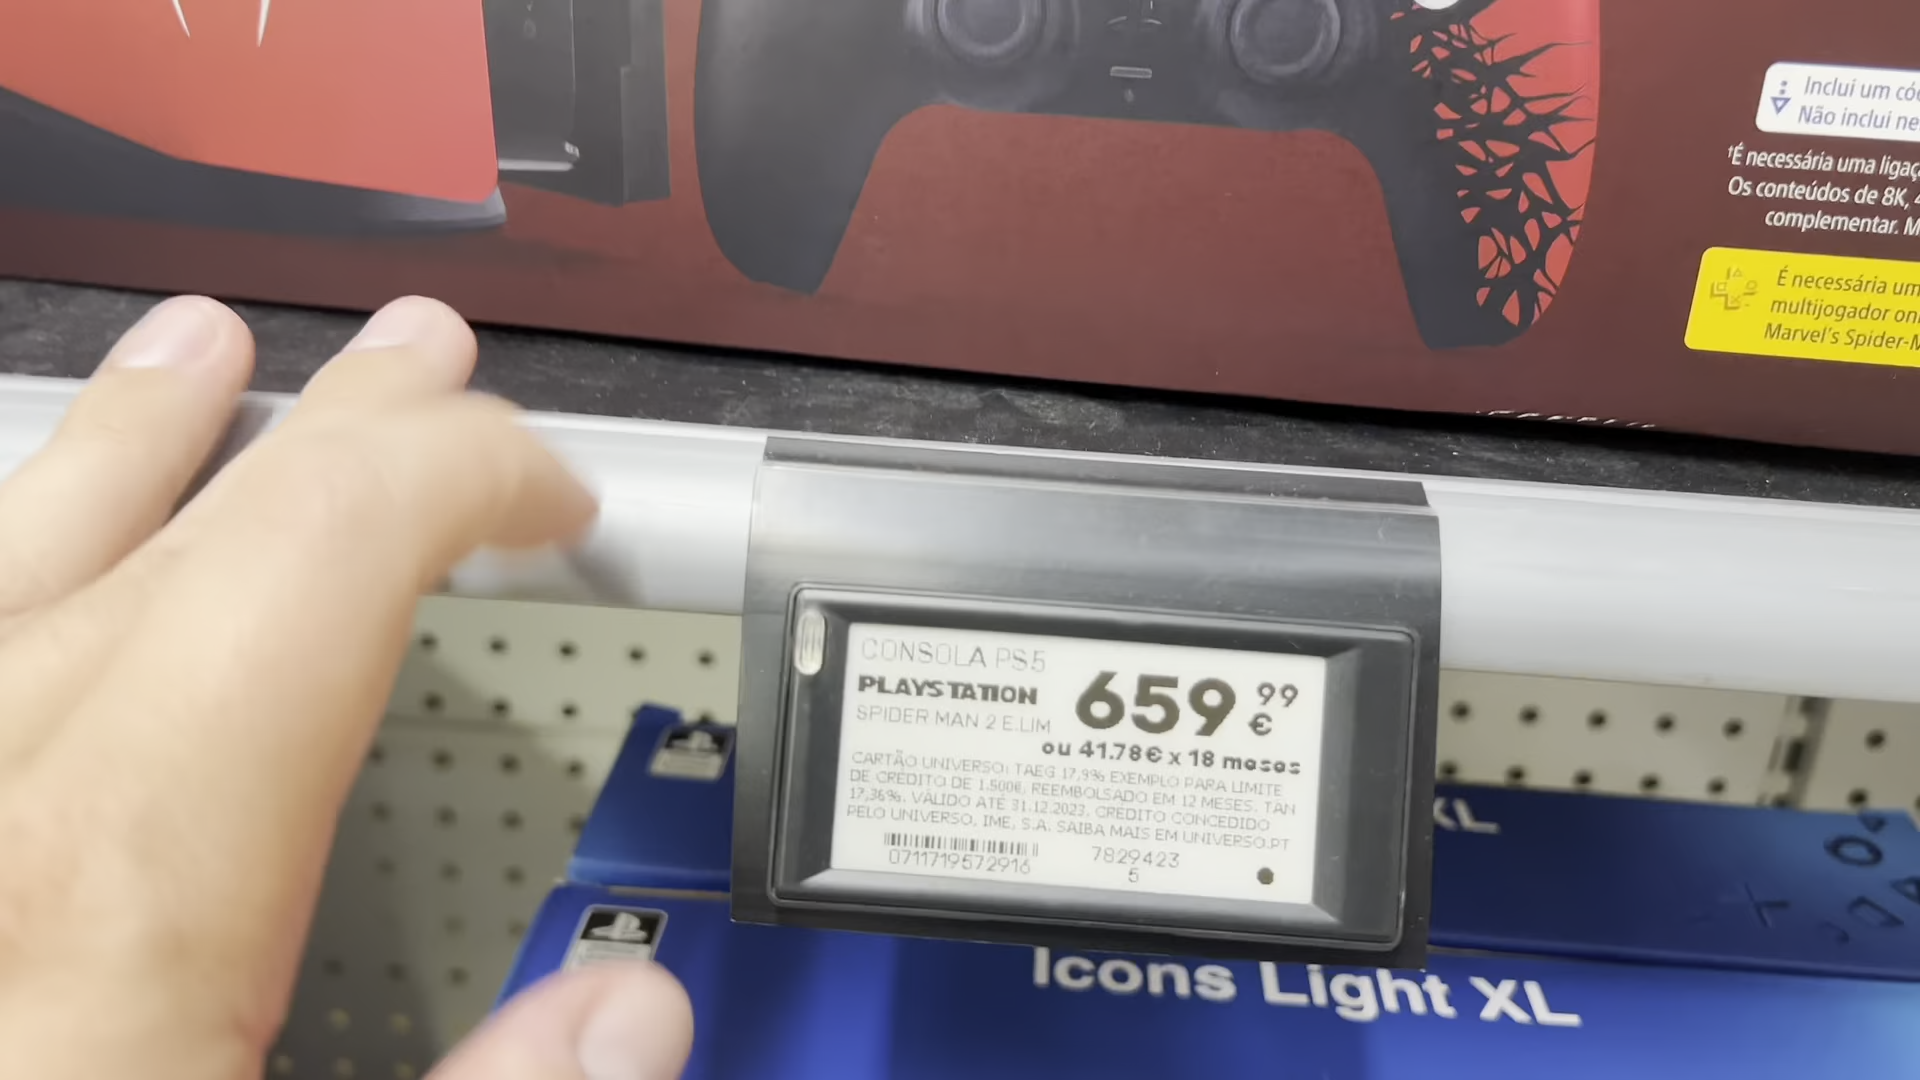 Inclui um có
Não inclui ne
†É necessária uma ligaç
Os conteúdos de 8K, 4
complementar. M
É necessária um
multijogador onl
Marvel's Spider-M
CONSOLA PS5
PLAYSTATION
SPIDER MAN 2 E.LIM
659,99 €
ou 41.78€ x 18 meses
CARTÃO UNIVERSO: TAEG 17,9% EXEMPLO PARA LIMITE
DE CRÉDITO DE 1.500€, REEMBOLSADO EM 12 MESES. TAN
17,36%. VÁLIDO ATÉ 31.12.2023. CRÉDITO CONCEDIDO
PELO UNIVERSO, IME, S.A. SAIBA MAIS EM UNIVERSO.PT
0711719572916
7829423
5
XL
Icons Light XL